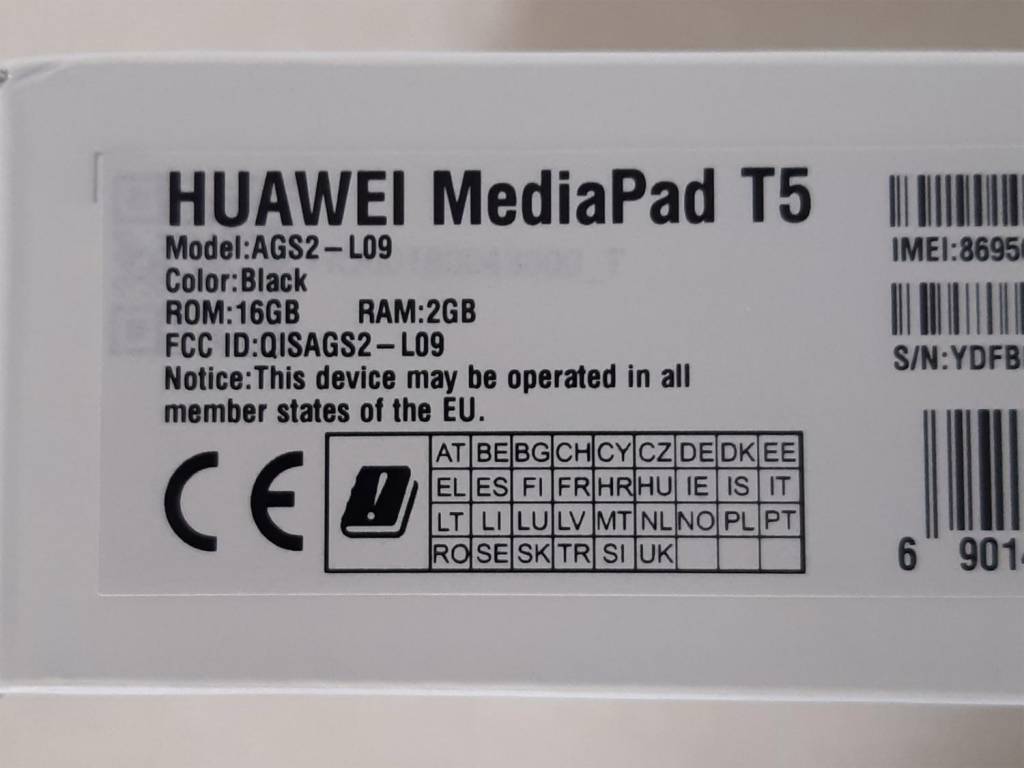 HUAWEI MediaPad T5
Model:AGS2-L09
Color:Black
ROM:16GB RAM:2GB
FCC ID:QISAGS2-L09
Notice:This device may be operated in all
member states of the EU.
CE
AT BE BG CH CY CZ DE DK EE
EL ES FI FR HR HU IE IS IT
LT LI LU LV MT NL NO PL PT
RO SE SK TR SI UK
IMEI:8695
S/N:YDFB
6 901